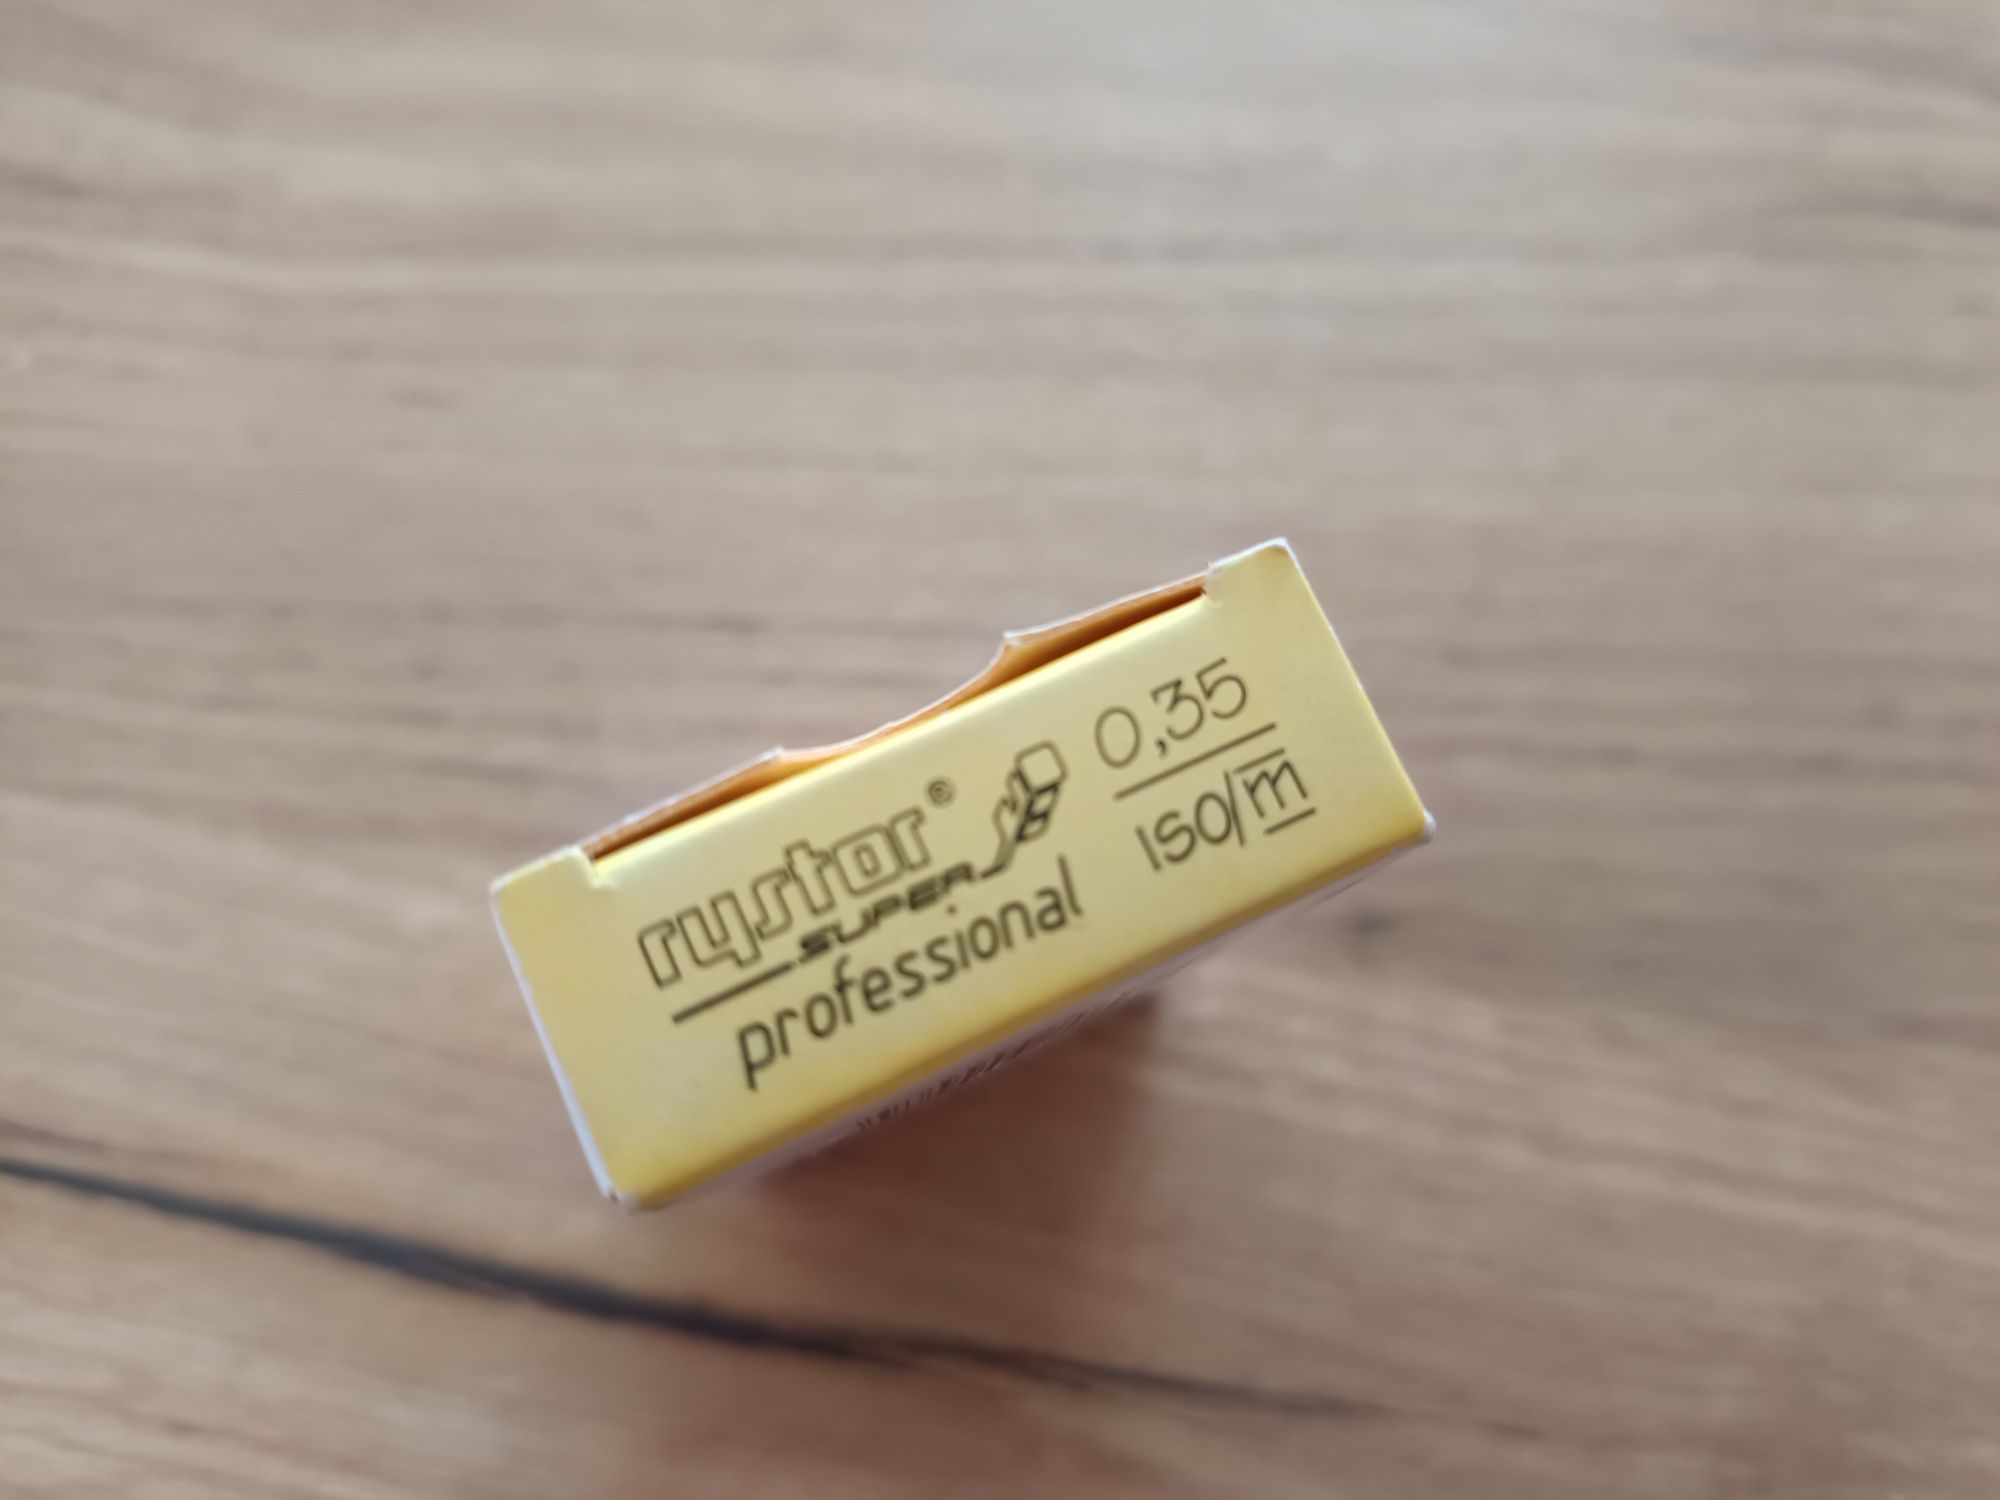 rystor®
SUPER
professional
0,35
ISO/m